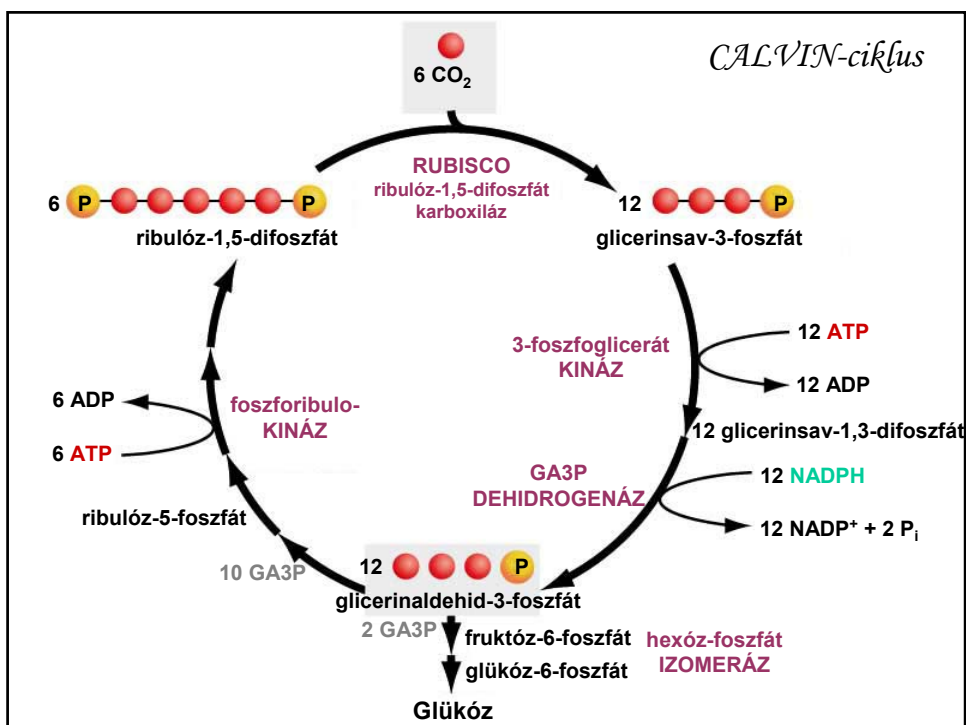 CALVIN-ciklus
6 CO₂
RUBISCO
ribulóz-1,5-difoszfát
karboxiláz
6 P P
ribulóz-1,5-difoszfát
12 P
glicerinsav-3-foszfát
3-foszfoglicerát
KINÁZ
12 ATP
12 ADP
12 glicerinsav-1,3-difoszfát
GA3P
DEHIDROGENÁZ
12 NADPH
12 NADP⁺ + 2 Pᵢ
12 P
glicerinaldehid-3-foszfát
10 GA3P
ribulóz-5-foszfát
foszforibulo-
KINÁZ
6 ADP
6 ATP
2 GA3P
fruktóz-6-foszfát
glükóz-6-foszfát
hexóz-foszfát
IZOMERÁZ
Glükóz